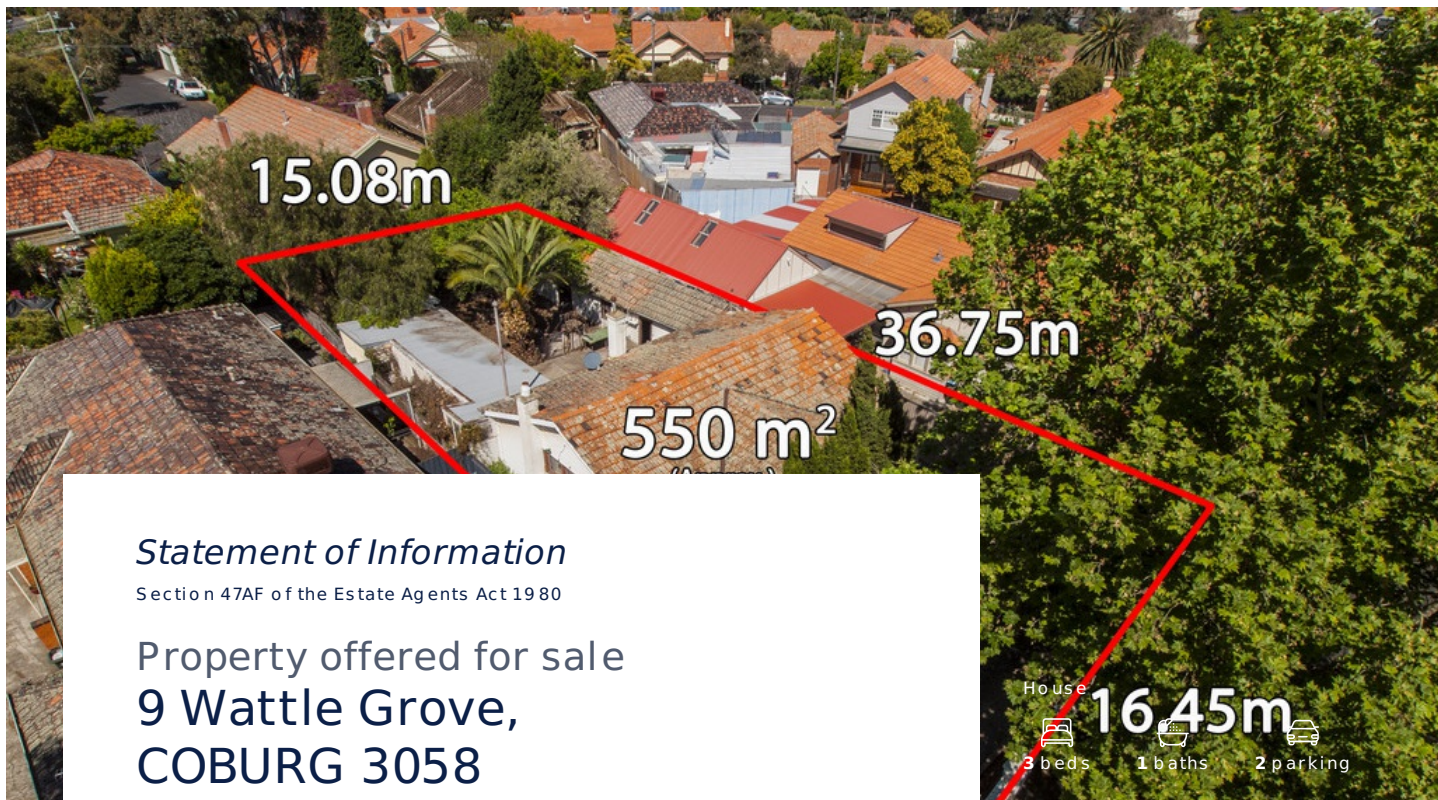 15.08m
36.75m
550 m²
Statement of Information
Section 47AF of the Estate Agents Act 1980
Property offered for sale
9 Wattle Grove,
COBURG 3058
House
16.45m
3 beds 1 baths 2 parking